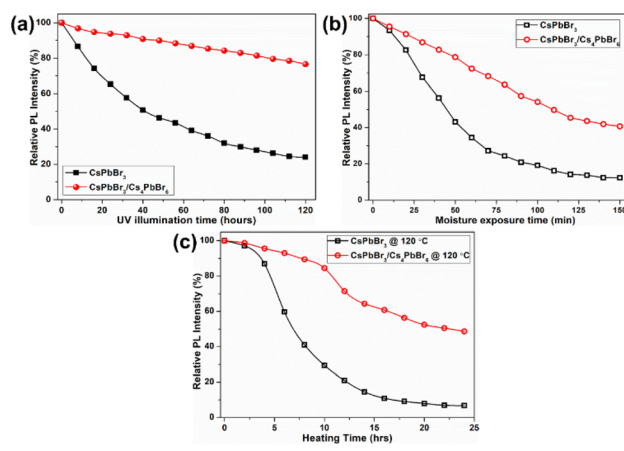 (a)
Relative PL Intensity (%)
100
80
60
40
20
0
CsPbBr3
CsPbBr3/Cs4PbBr6
0 20 40 60 80 100 120
UV illumination time (hours)
(b)
Relative PL Intensity (%)
100
80
60
40
20
0
CsPbBr3
CsPbBr3/Cs4PbBr6
0 25 50 75 100 125 150
Moisture exposure time (min)
(c)
Relative PL Intensity (%)
100
80
60
40
20
0
CsPbBr3 @ 120 °C
CsPbBr3/Cs4PbBr6 @ 120 °C
0 5 10 15 20 25
Heating Time (hrs)